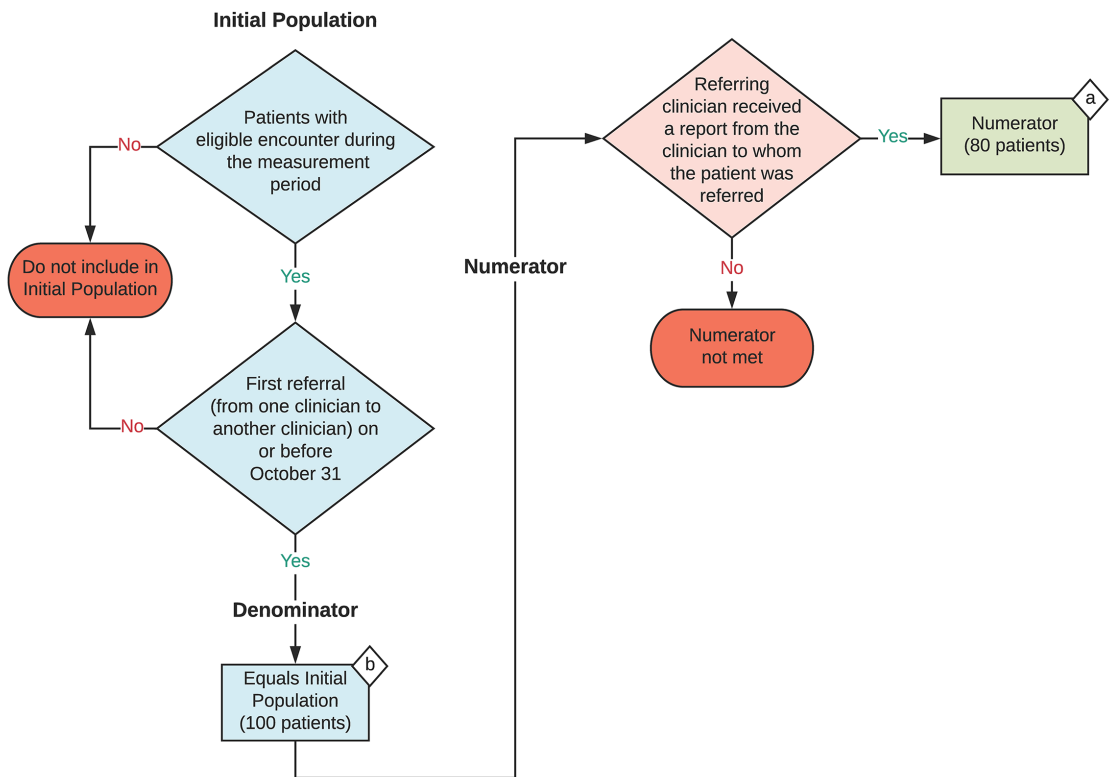 Initial Population
Patients with
eligible encounter during
the measurement
period
No
Do not include in
Initial Population
Yes
First referral
(from one clinician to
another clinician) on
or before
October 31
No
Yes
Denominator
b
Equals Initial
Population
(100 patients)
Numerator
Referring
clinician received
a report from the
clinician to whom
the patient was
referred
Yes
a
Numerator
(80 patients)
No
Numerator
not met